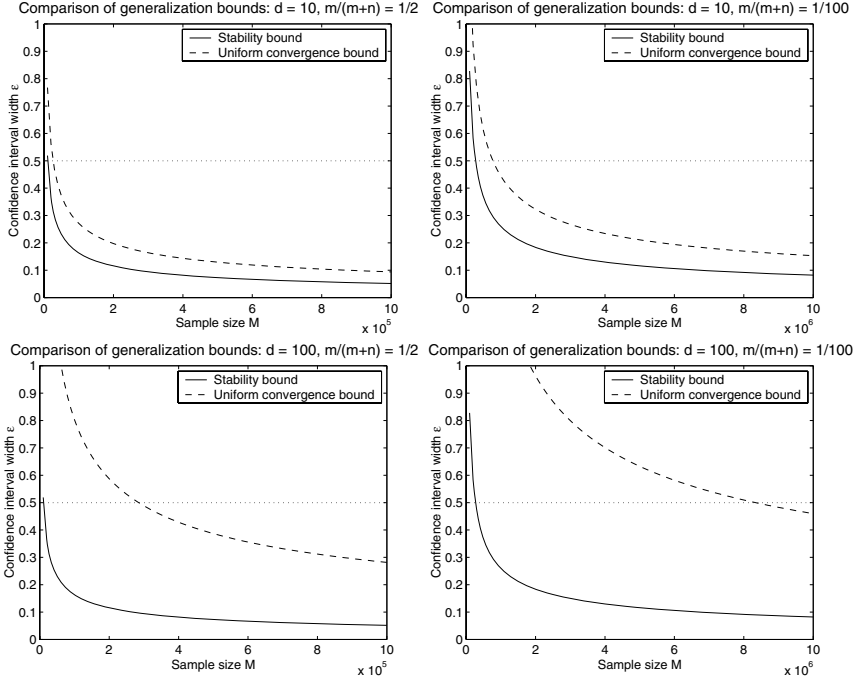 Comparison of generalization bounds: d = 10, m/(m+n) = 1/2
Stability bound
Uniform convergence bound
Confidence interval width ε
1
0.9
0.8
0.7
0.6
0.5
0.4
0.3
0.2
0.1
0
0 2 4 6 8 10
Sample size M
x 10^5
Comparison of generalization bounds: d = 10, m/(m+n) = 1/100
Stability bound
Uniform convergence bound
Confidence interval width ε
1
0.9
0.8
0.7
0.6
0.5
0.4
0.3
0.2
0.1
0
0 2 4 6 8 10
Sample size M
x 10^6
Comparison of generalization bounds: d = 100, m/(m+n) = 1/2
Stability bound
Uniform convergence bound
Confidence interval width ε
1
0.9
0.8
0.7
0.6
0.5
0.4
0.3
0.2
0.1
0
0 2 4 6 8 10
Sample size M
x 10^5
Comparison of generalization bounds: d = 100, m/(m+n) = 1/100
Stability bound
Uniform convergence bound
Confidence interval width ε
1
0.9
0.8
0.7
0.6
0.5
0.4
0.3
0.2
0.1
0
0 2 4 6 8 10
Sample size M
x 10^6